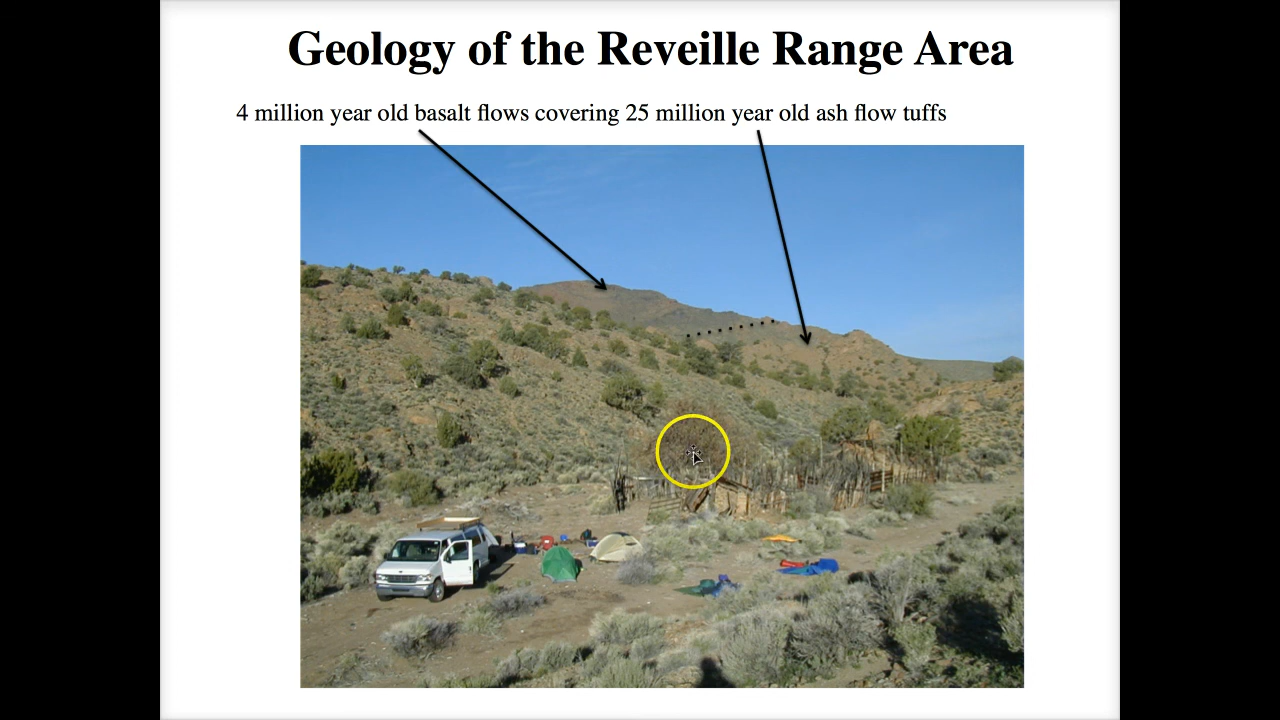 Geology of the Reveille Range Area
4 million year old basalt flows covering 25 million year old ash flow tuffs